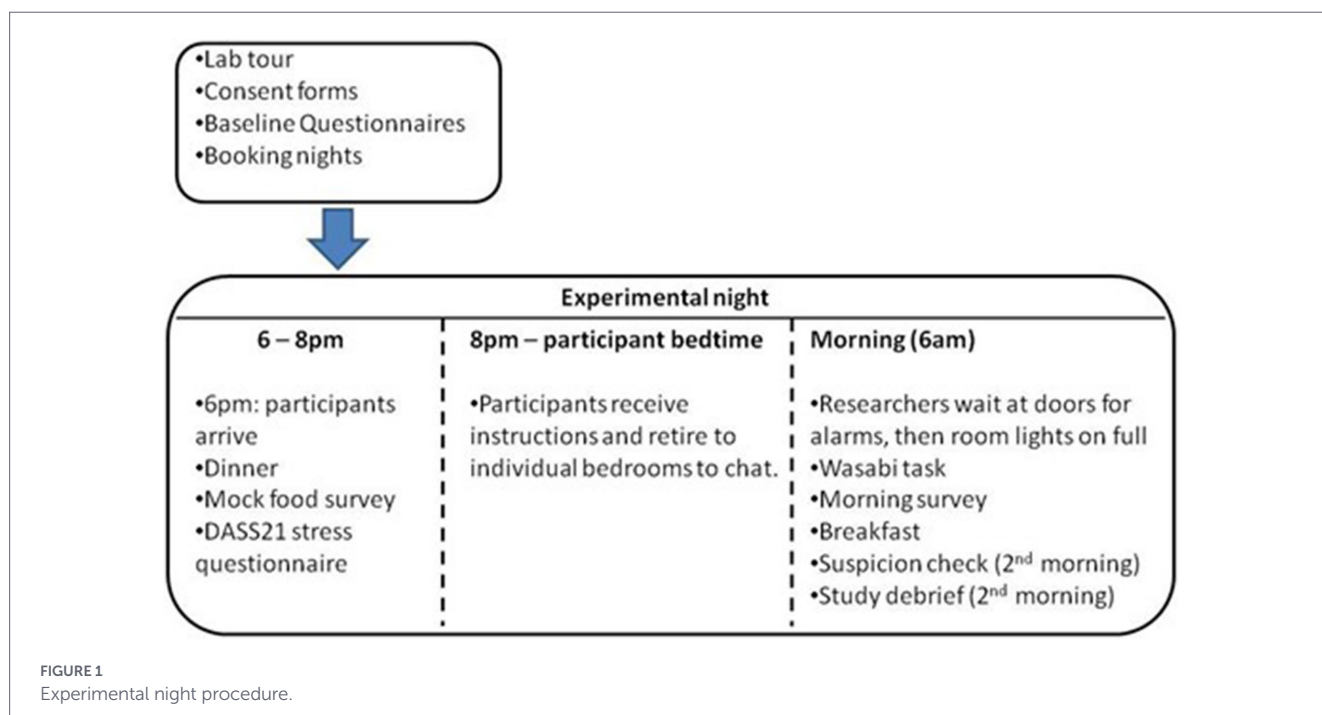 •Lab tour
•Consent forms
•Baseline Questionnaires
•Booking nights
Experimental night
6 – 8pm
•6pm: participants
arrive
•Dinner
•Mock food survey
•DASS21 stress
questionnaire
8pm – participant bedtime
•Participants receive
instructions and retire to
individual bedrooms to chat.
Morning (6am)
•Researchers wait at doors for
alarms, then room lights on full
•Wasabi task
•Morning survey
•Breakfast
•Suspicion check (2nd morning)
•Study debrief (2nd morning)
FIGURE 1
Experimental night procedure.